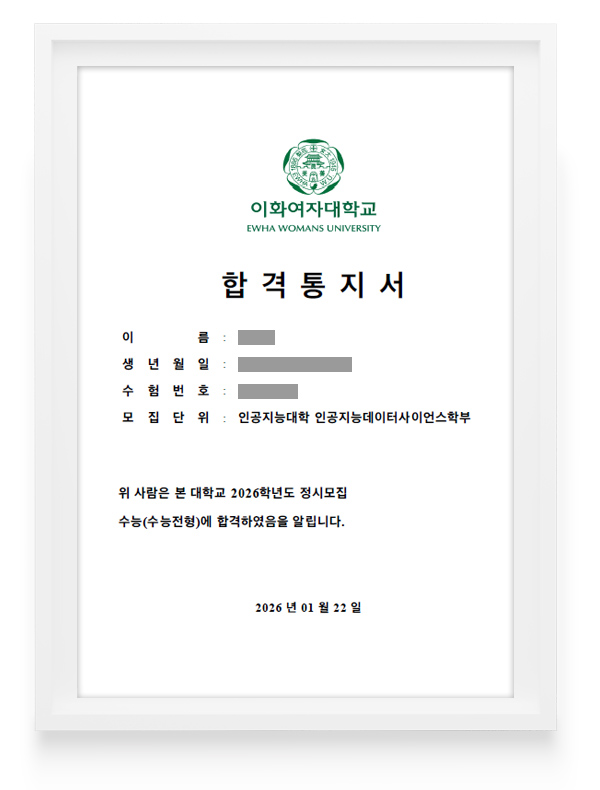 이화여자대학교
EWHA WOMANS UNIVERSITY
합격통지서
이 름 :
생년월일 :
수험번호 :
모집단위 : 인공지능대학 인공지능데이터사이언스학부
위 사람은 본 대학교 2026학년도 정시모집
수능(수능전형)에 합격하였음을 알립니다.
2026 년 01 월 22 일